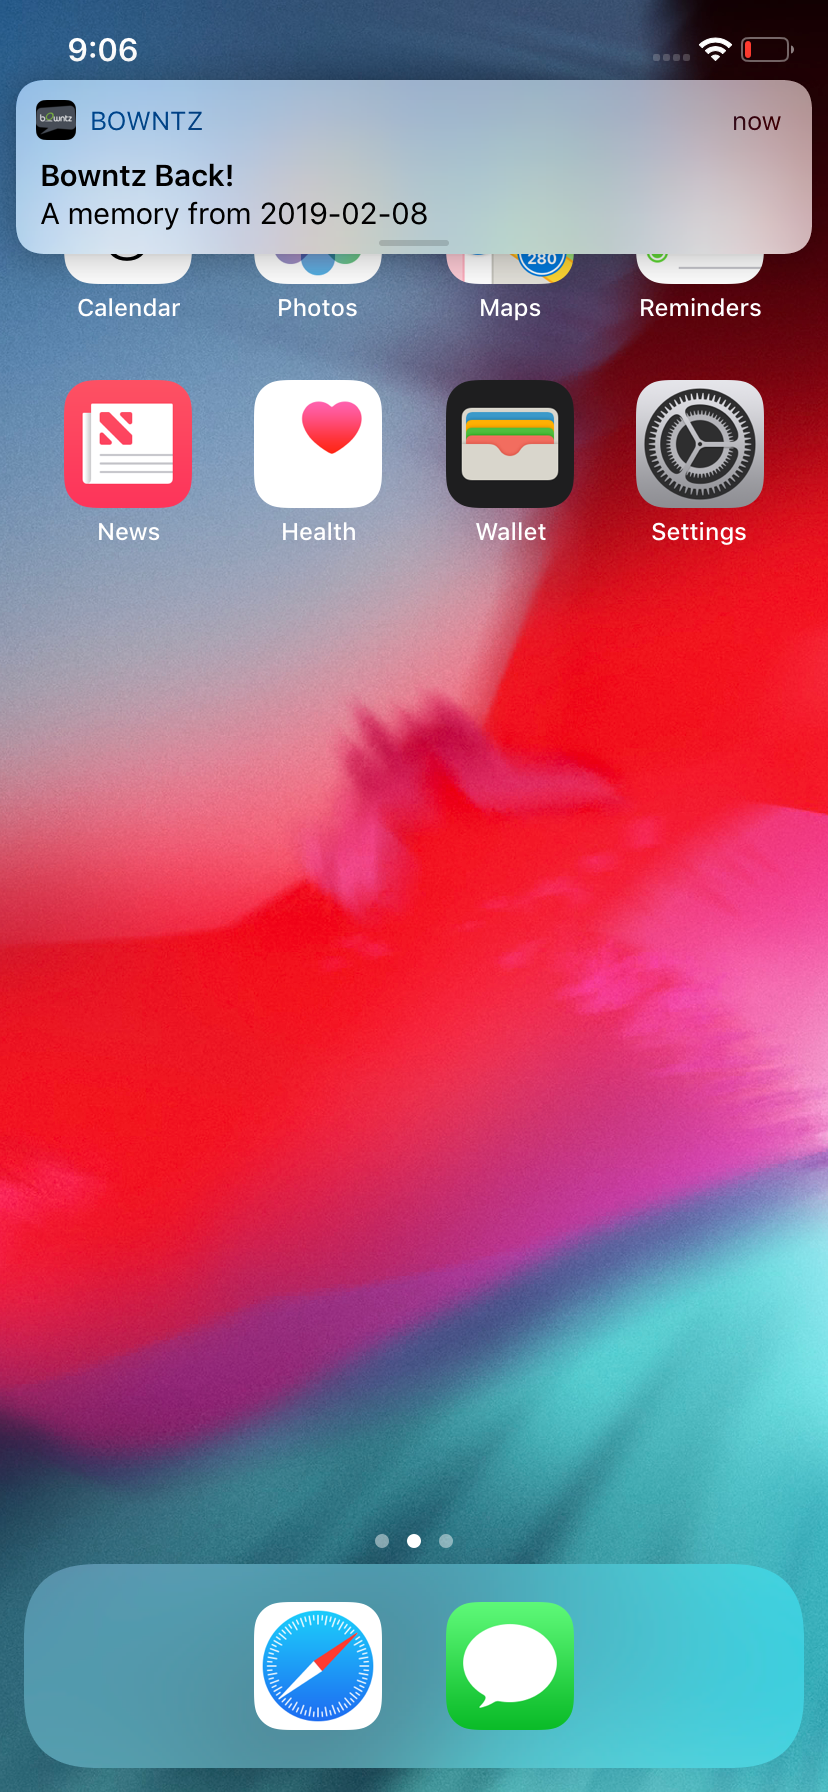 9:06
bowntz
BOWNTZ
now
Bowntz Back!
A memory from 2019-02-08
280
Calendar
Photos
Maps
Reminders
News
Health
Wallet
Settings